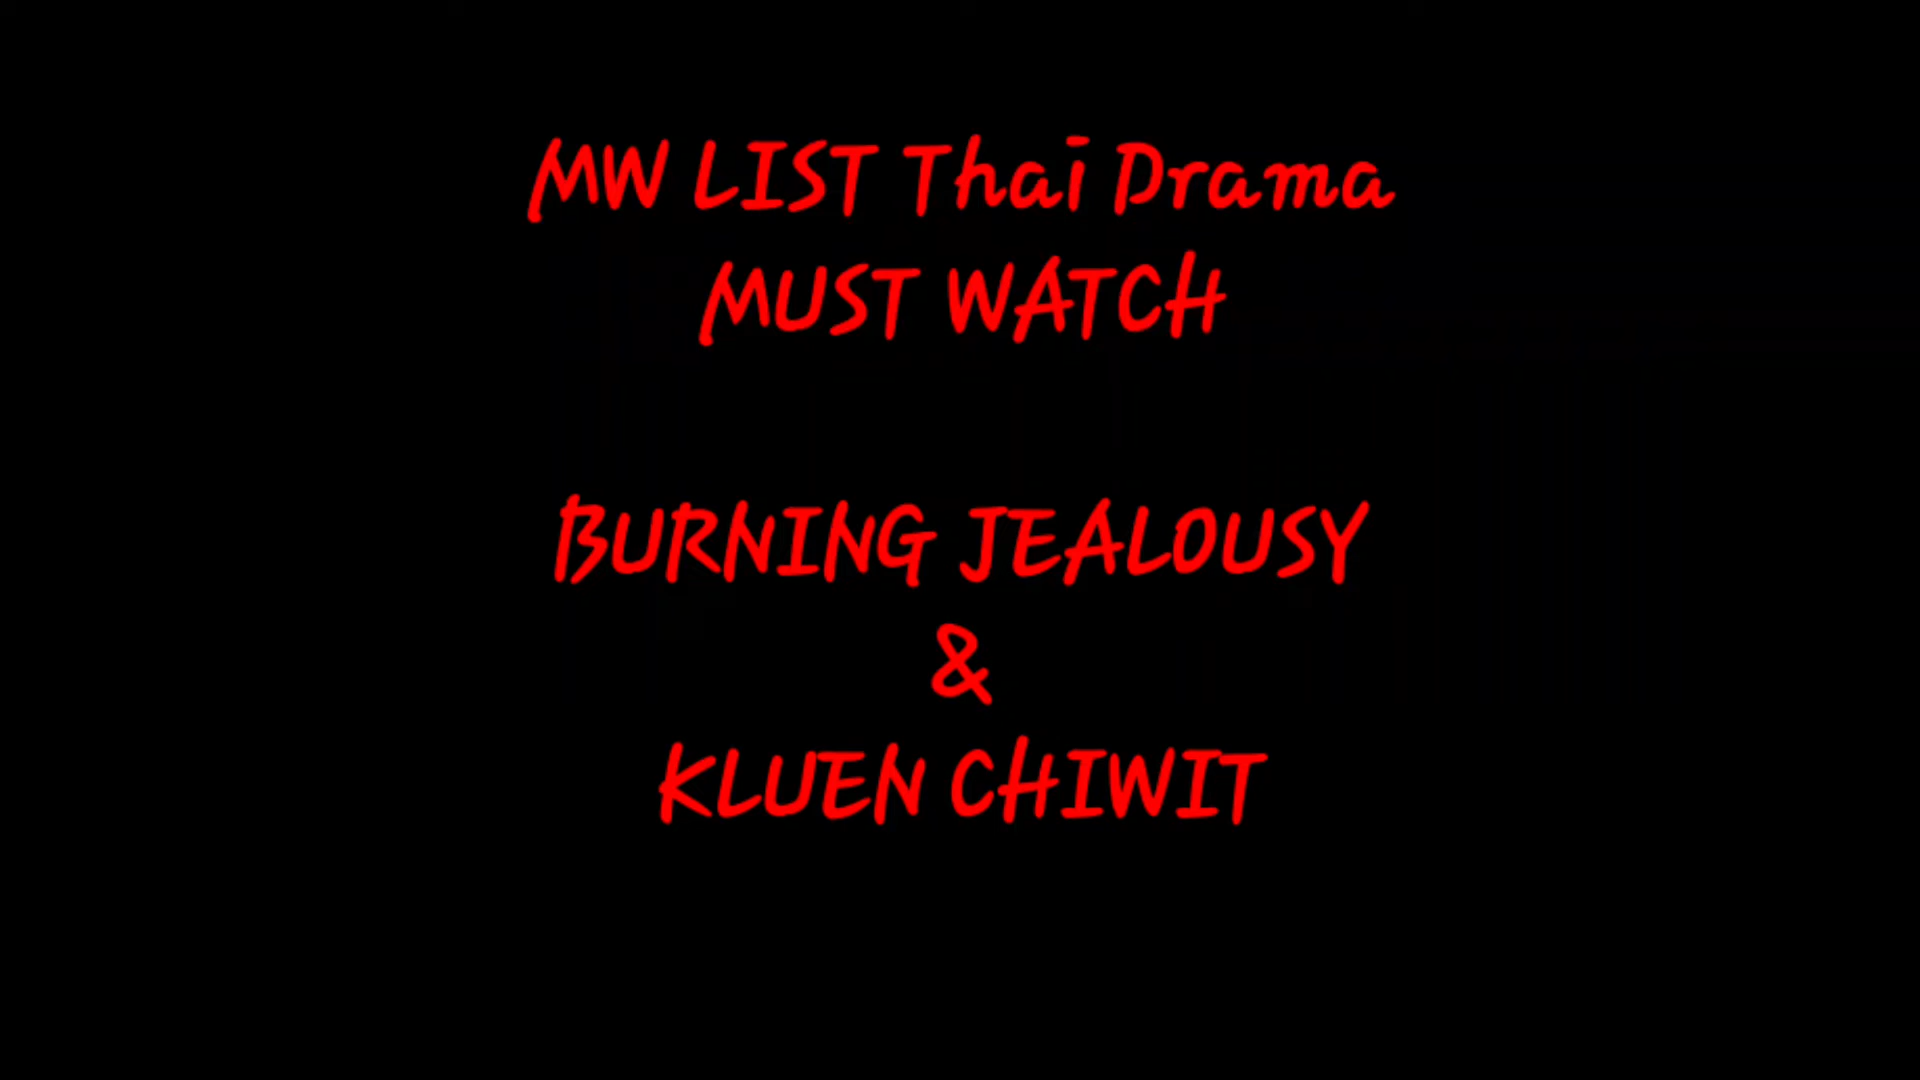 MW LIST Thai Drama
MUST WATCH
BURNING JEALOUSY
&
KLUEN CHIWIT